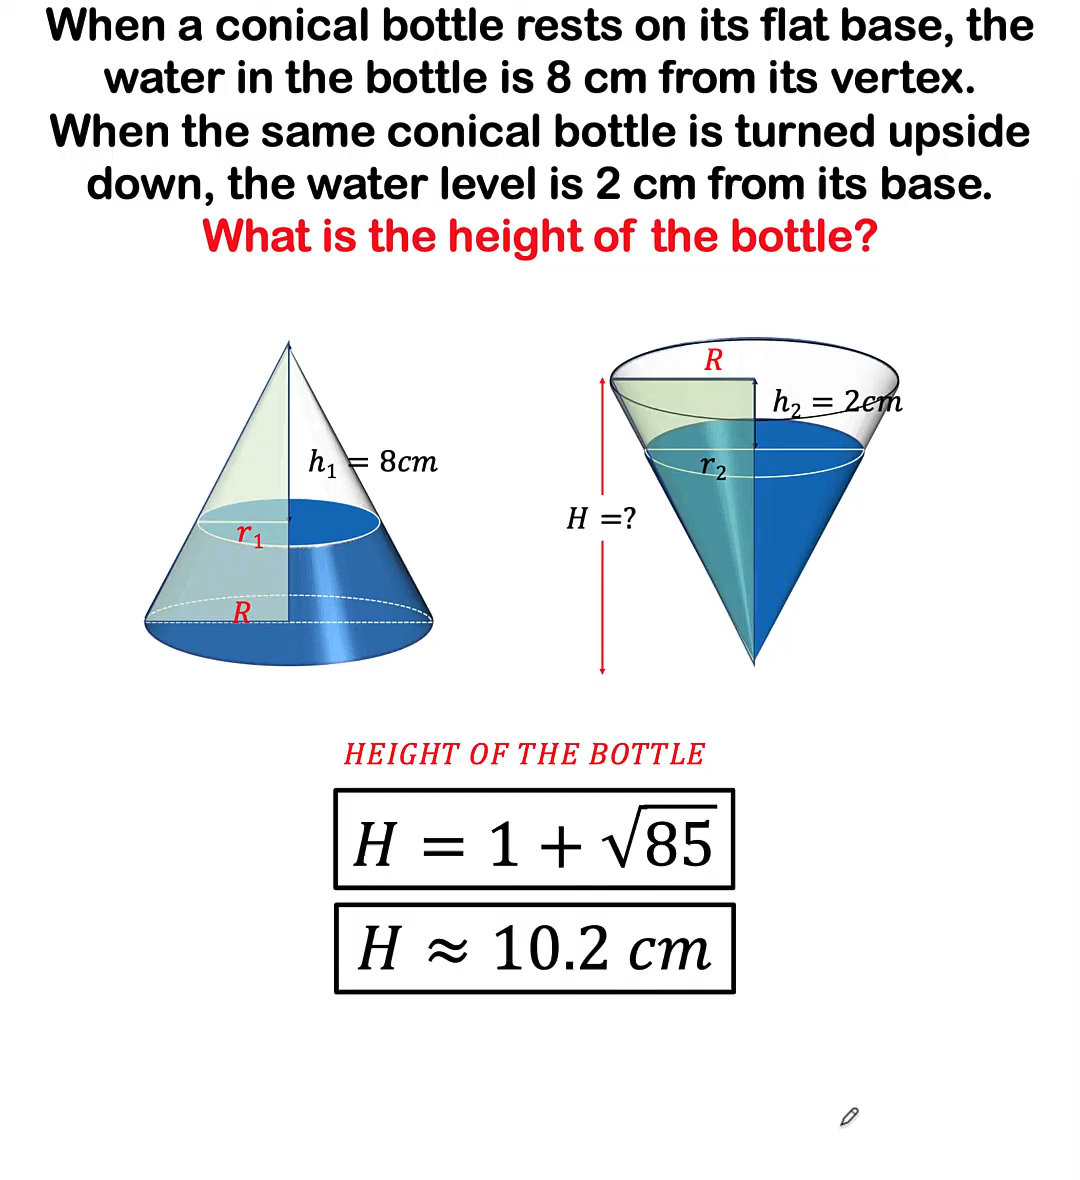 When a conical bottle rests on its flat base, the
water in the bottle is 8 cm from its vertex.
When the same conical bottle is turned upside
down, the water level is 2 cm from its base.
What is the height of the bottle?
R
h₂ = 2cm
h₁ = 8cm
r₂
H =?
r₁
R
HEIGHT OF THE BOTTLE
H = 1 + √85
H ≈ 10.2 cm